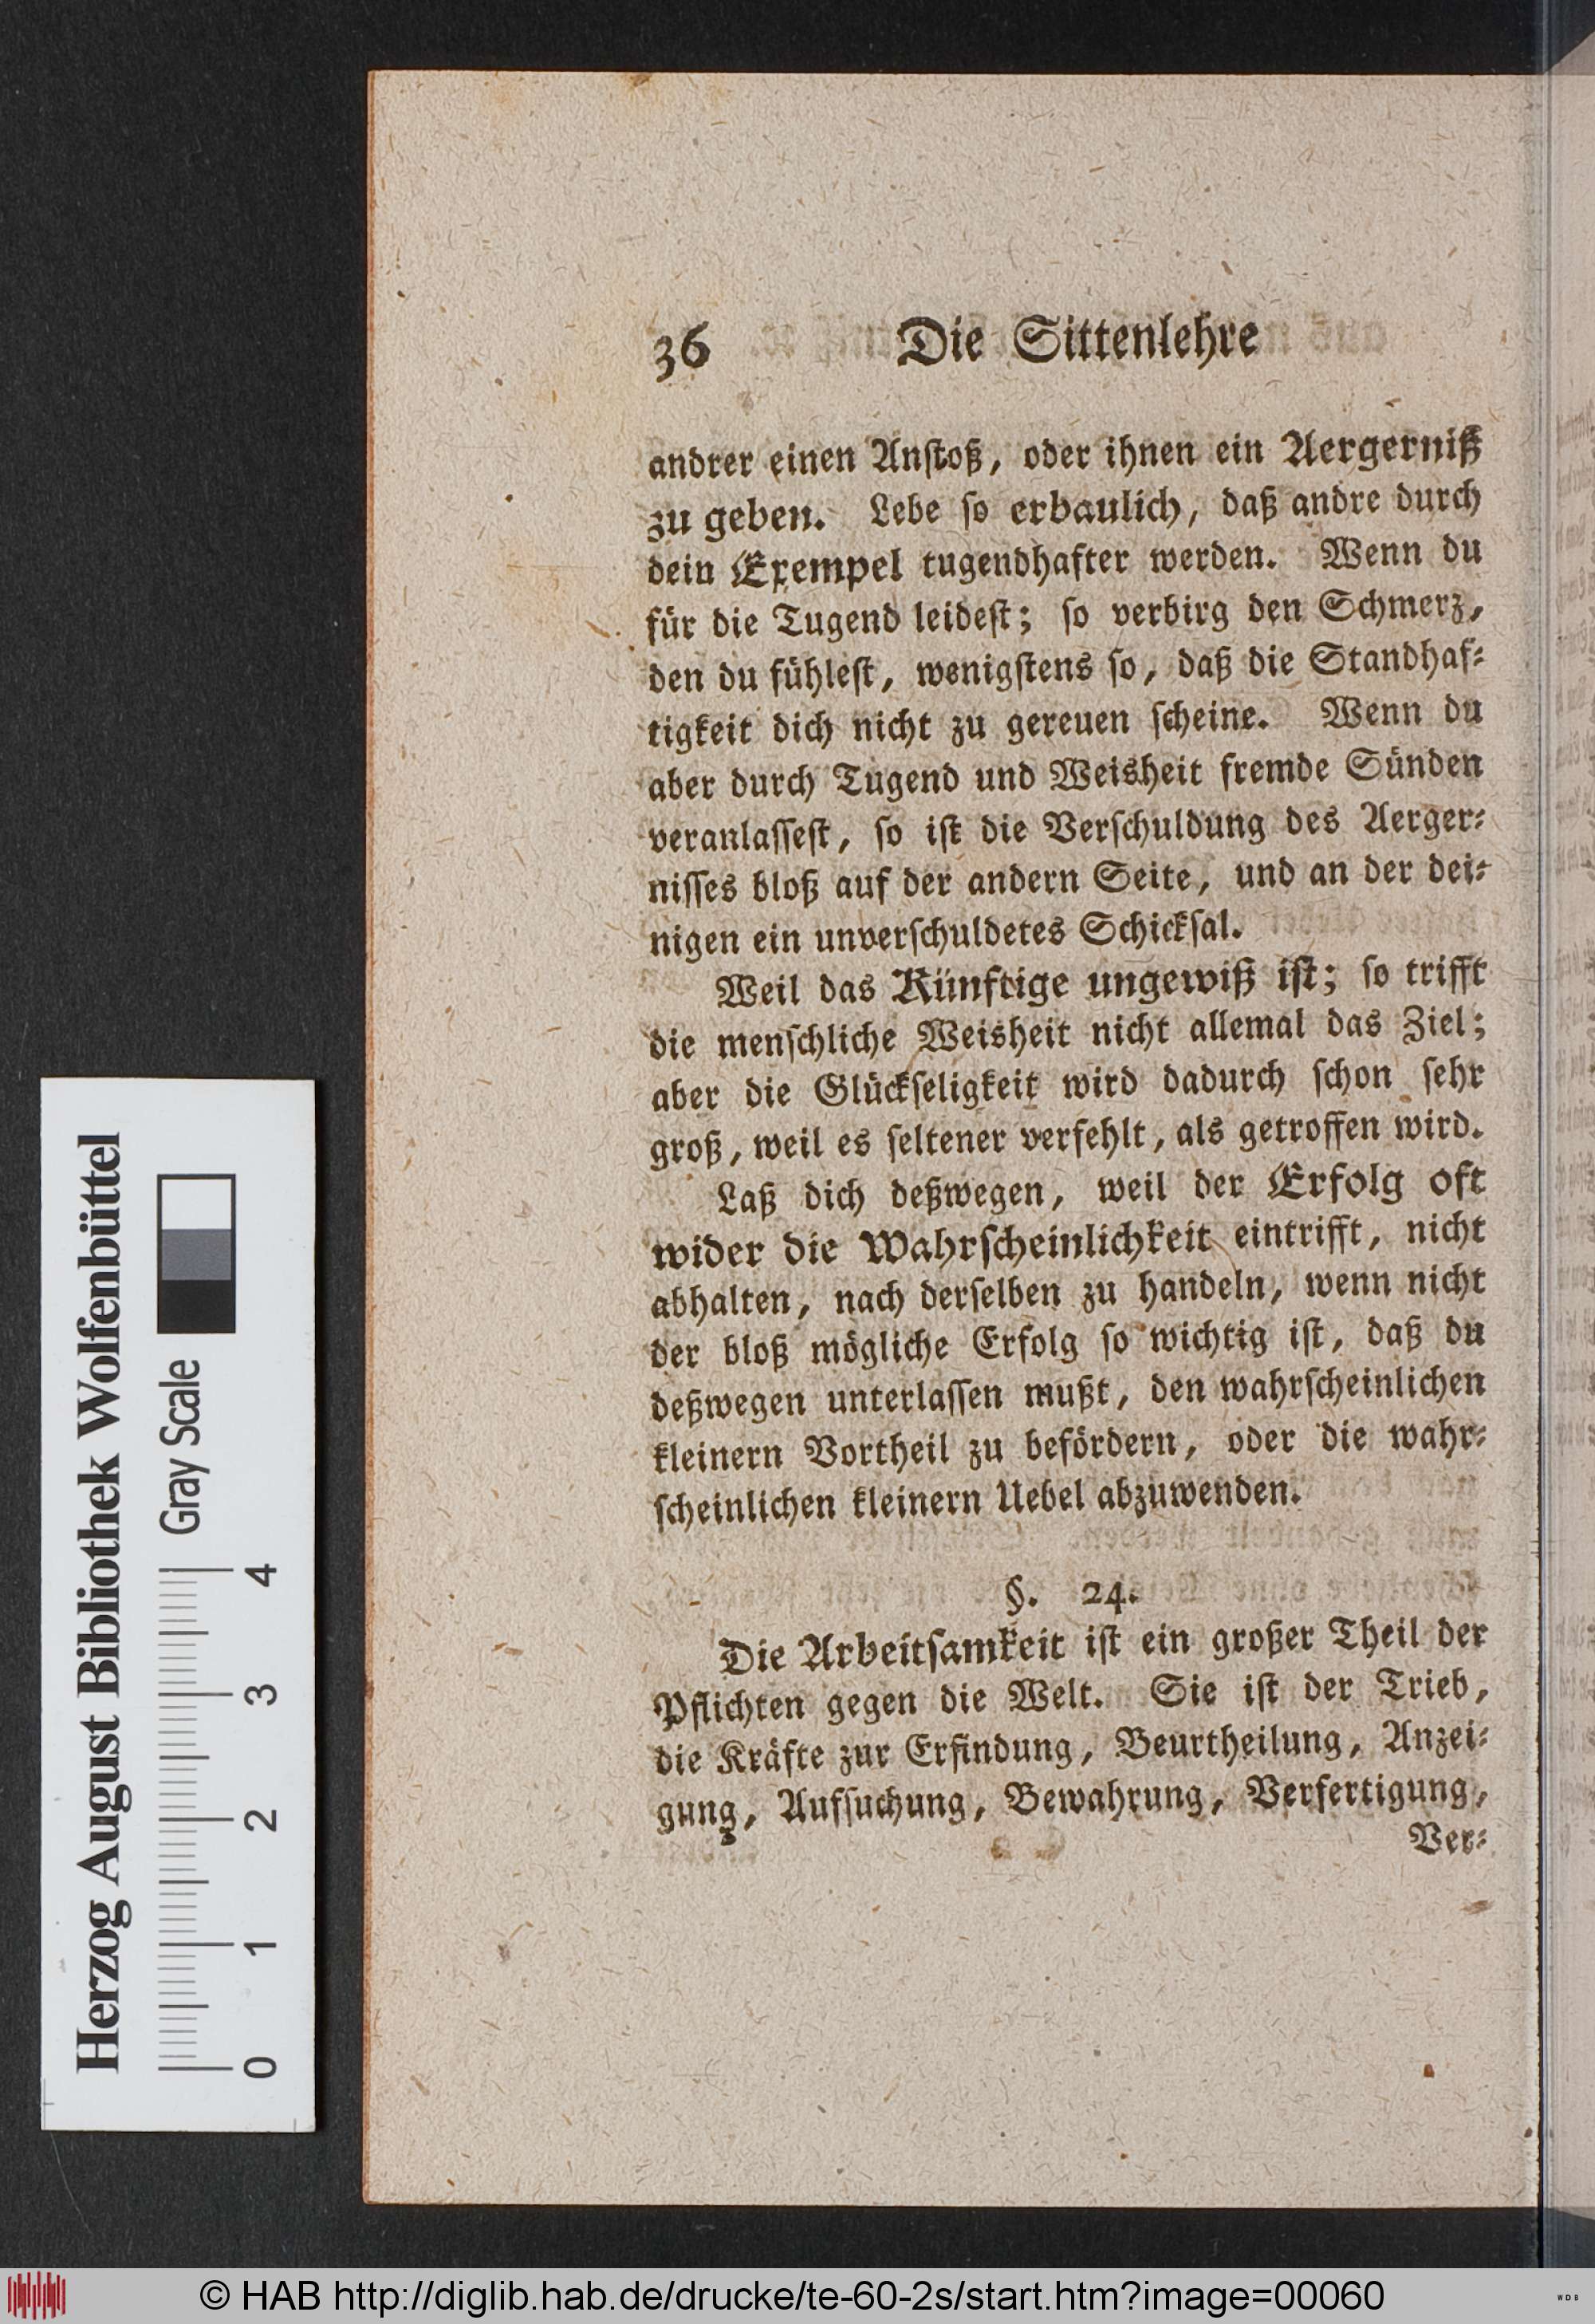 36 Die Sittenlehre
andrer einen Anſtoß, oder ihnen ein Aergerniß
zu geben. Lebe ſo erbaulich, daß andre durch
dein Exempel tugendhafter werden. Wenn du
für die Tugend leideſt; ſo verbirg den Schmerz,
den du fühleſt, wenigſtens ſo, daß die Standhaf⸗
tigkeit dich nicht zu gereuen ſcheine. Wenn du
aber durch Tugend und Weisheit fremde Sünden
veranlaſſeſt, ſo iſt die Verſchuldung des Aerger⸗
niſſes bloß auf der andern Seite, und an der dei⸗
nigen ein unverſchuldetes Schickſal.
Weil das Künftige ungewiß iſt; ſo trifft
die menſchliche Weisheit nicht allemal das Ziel;
aber die Glückſeligkeit wird dadurch ſchon ſehr
groß, weil es ſeltener verfehlt, als getroffen wird.
Laß dich deßwegen, weil der Erfolg oft
wider die Wahrſcheinlichkeit eintrifft, nicht
abhalten, nach derſelben zu handeln, wenn nicht
der bloß mögliche Erfolg ſo wichtig iſt, daß du
deßwegen unterlaſſen mußt, den wahrſcheinlichen
kleinern Vortheil zu befördern, oder die wahr⸗
ſcheinlichen kleinern Uebel abzuwenden.
§. 24.
Die Arbeitſamkeit iſt ein großer Theil der
Pflichten gegen die Welt. Sie iſt der Trieb,
die Kräfte zur Erfindung, Beurtheilung, Anzei⸗
gung, Aufſuchung, Bewahrung, Verfertigung,
Ver⸗
Herzog August Bibliothek Wolfenbüttel
Gray Scale
0 1 2 3 4
© HAB http://diglib.hab.de/drucke/te-60-2s/start.htm?image=00060
WDB